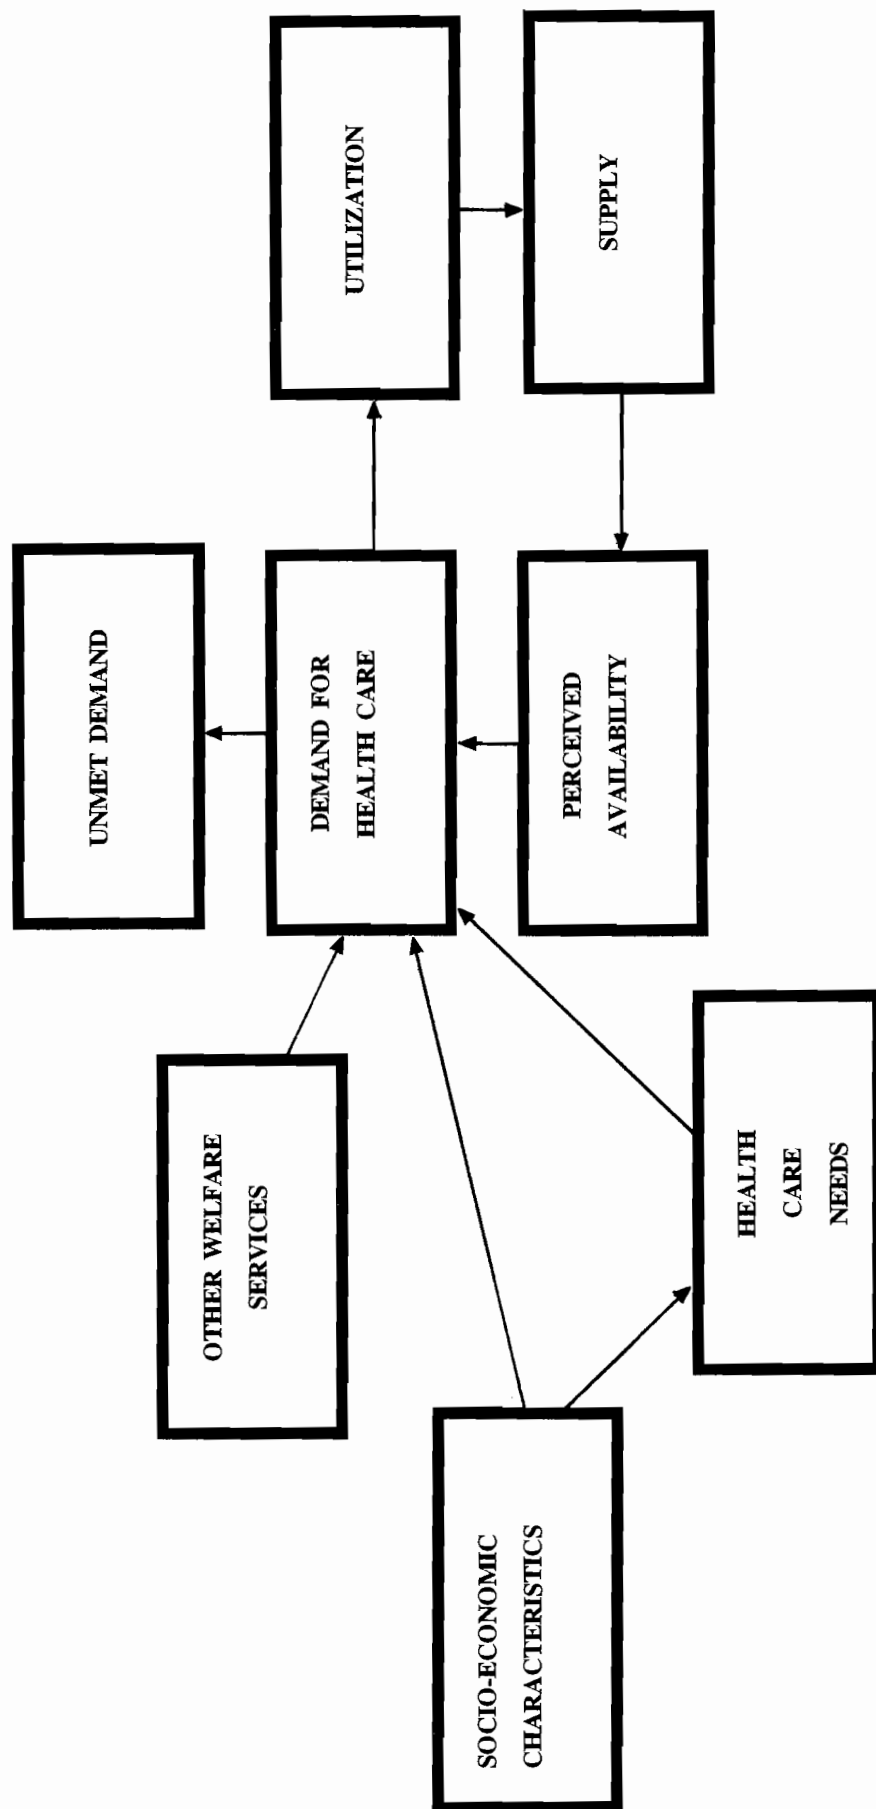 UNMET DEMAND
OTHER WELFARE
SERVICES
DEMAND FOR
HEALTH CARE
UTILIZATION
SOCIO-ECONOMIC
CHARACTERISTICS
PERCEIVED
AVAILABILITY
SUPPLY
HEALTH
CARE
NEEDS